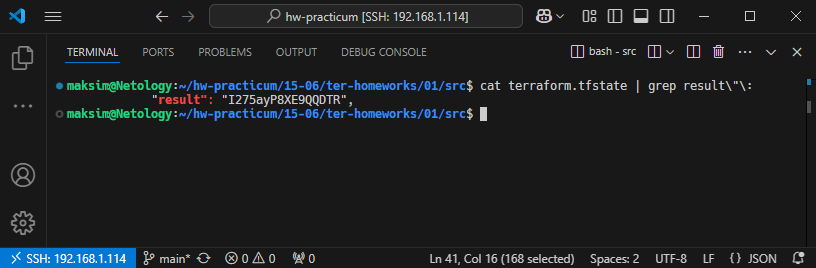 hw-practicum [SSH: 192.168.1.114]
TERMINAL PORTS PROBLEMS OUTPUT DEBUG CONSOLE bash - src
maksim@Netology:~/hw-practicum/15-06/ter-homeworks/01/src$ cat terraform.tfstate | grep result\"\:
"result": "I275ayP8XE9QQDTR",
maksim@Netology:~/hw-practicum/15-06/ter-homeworks/01/src$
SSH: 192.168.1.114 main* 0 0 0 Ln 41, Col 16 (168 selected) Spaces: 2 UTF-8 LF {} JSON